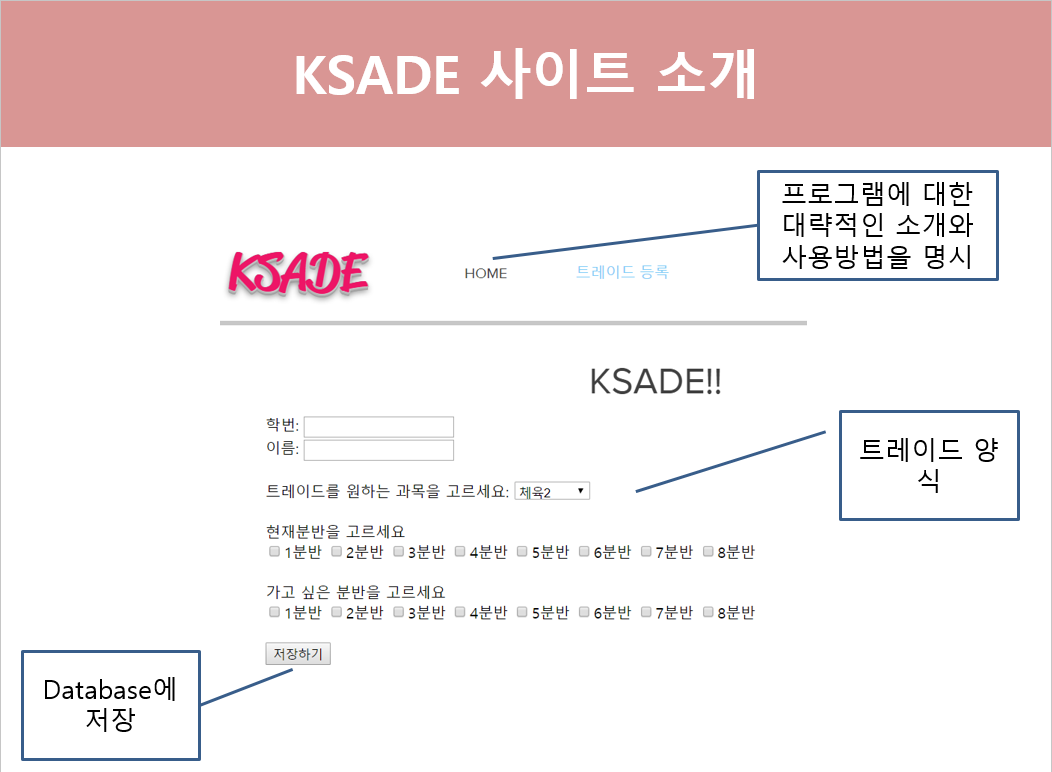 KSADE 사이트 소개
프로그램에 대한
대략적인 소개와
사용방법을 명시
KSADE
HOME
트레이드 등록
KSADE!!
학번:
이름:
트레이드 양
식
트레이드를 원하는 과목을 고르세요: 체육2
현재분반을 고르세요
1분반 2분반 3분반 4분반 5분반 6분반 7분반 8분반
가고 싶은 분반을 고르세요
1분반 2분반 3분반 4분반 5분반 6분반 7분반 8분반
저장하기
Database에
저장